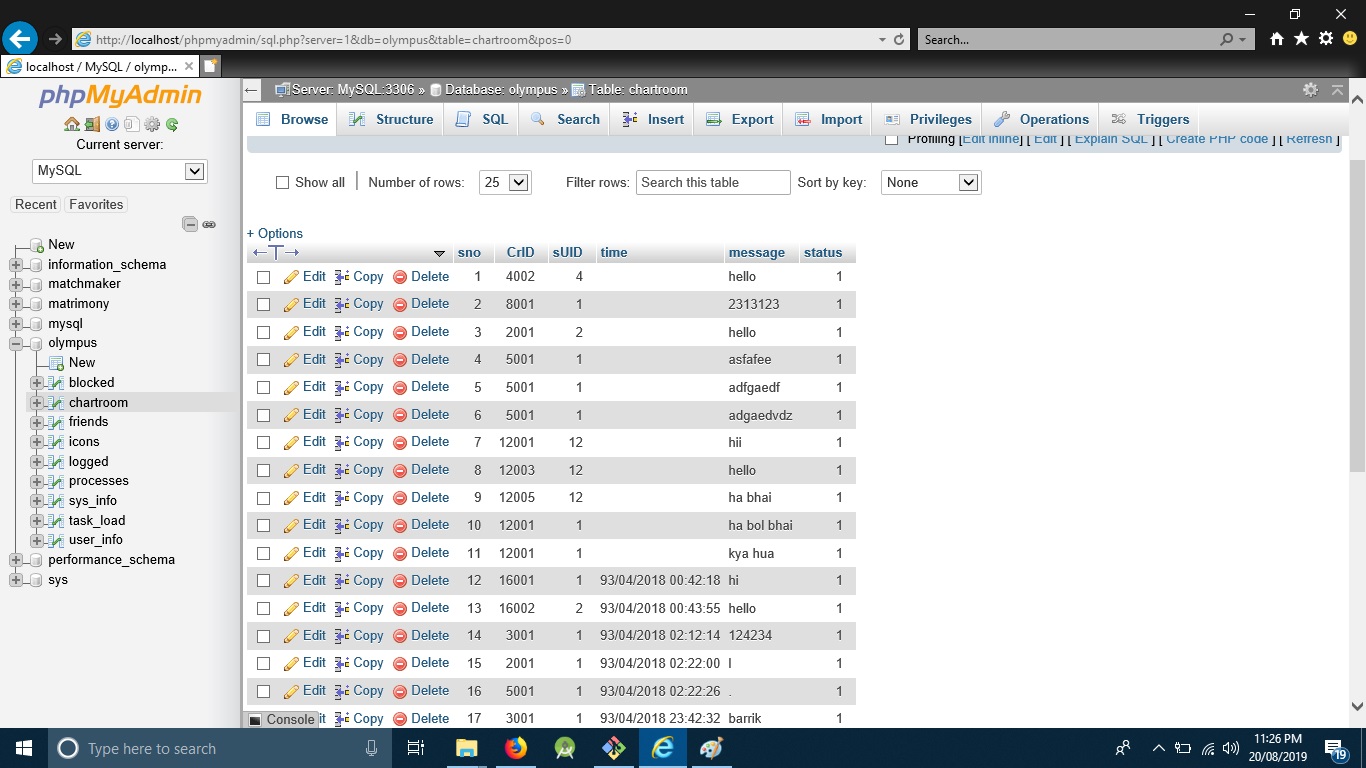 http://localhost/phpmyadmin/sql.php?server=1&db=olympus&table=chartroom&pos=0
Search...
localhost / MySQL / olymp...
phpMyAdmin
Current server:
MySQL
Recent Favorites
New
information_schema
matchmaker
matrimony
mysql
olympus
New
blocked
chartroom
friends
icons
logged
processes
sys_info
task_load
user_info
performance_schema
sys
Server: MySQL:3306 » Database: olympus » Table: chartroom
Browse Structure SQL Search Insert Export Import Privileges Operations Triggers
Profiling [Edit inline] [ Edit ] [ Explain SQL ] [ Create PHP code ] [ Refresh ]
Show all Number of rows: 25 Filter rows: Search this table Sort by key: None
+ Options
←T→ sno CrID sUID time message status
Edit Copy Delete 1 4002 4 hello 1
Edit Copy Delete 2 8001 1 2313123 1
Edit Copy Delete 3 2001 2 hello 1
Edit Copy Delete 4 5001 1 asfafee 1
Edit Copy Delete 5 5001 1 adfgaedf 1
Edit Copy Delete 6 5001 1 adgaedvdz 1
Edit Copy Delete 7 12001 12 hii 1
Edit Copy Delete 8 12003 12 hello 1
Edit Copy Delete 9 12005 12 ha bhai 1
Edit Copy Delete 10 12001 1 ha bol bhai 1
Edit Copy Delete 11 12001 1 kya hua 1
Edit Copy Delete 12 16001 1 93/04/2018 00:42:18 hi 1
Edit Copy Delete 13 16002 2 93/04/2018 00:43:55 hello 1
Edit Copy Delete 14 3001 1 93/04/2018 02:12:14 124234 1
Edit Copy Delete 15 2001 1 93/04/2018 02:22:00 l 1
Edit Copy Delete 16 5001 1 93/04/2018 02:22:26 . 1
Console it Copy Delete 17 3001 1 93/04/2018 23:42:32 barrik 1
Type here to search
11:26 PM
20/08/2019
19